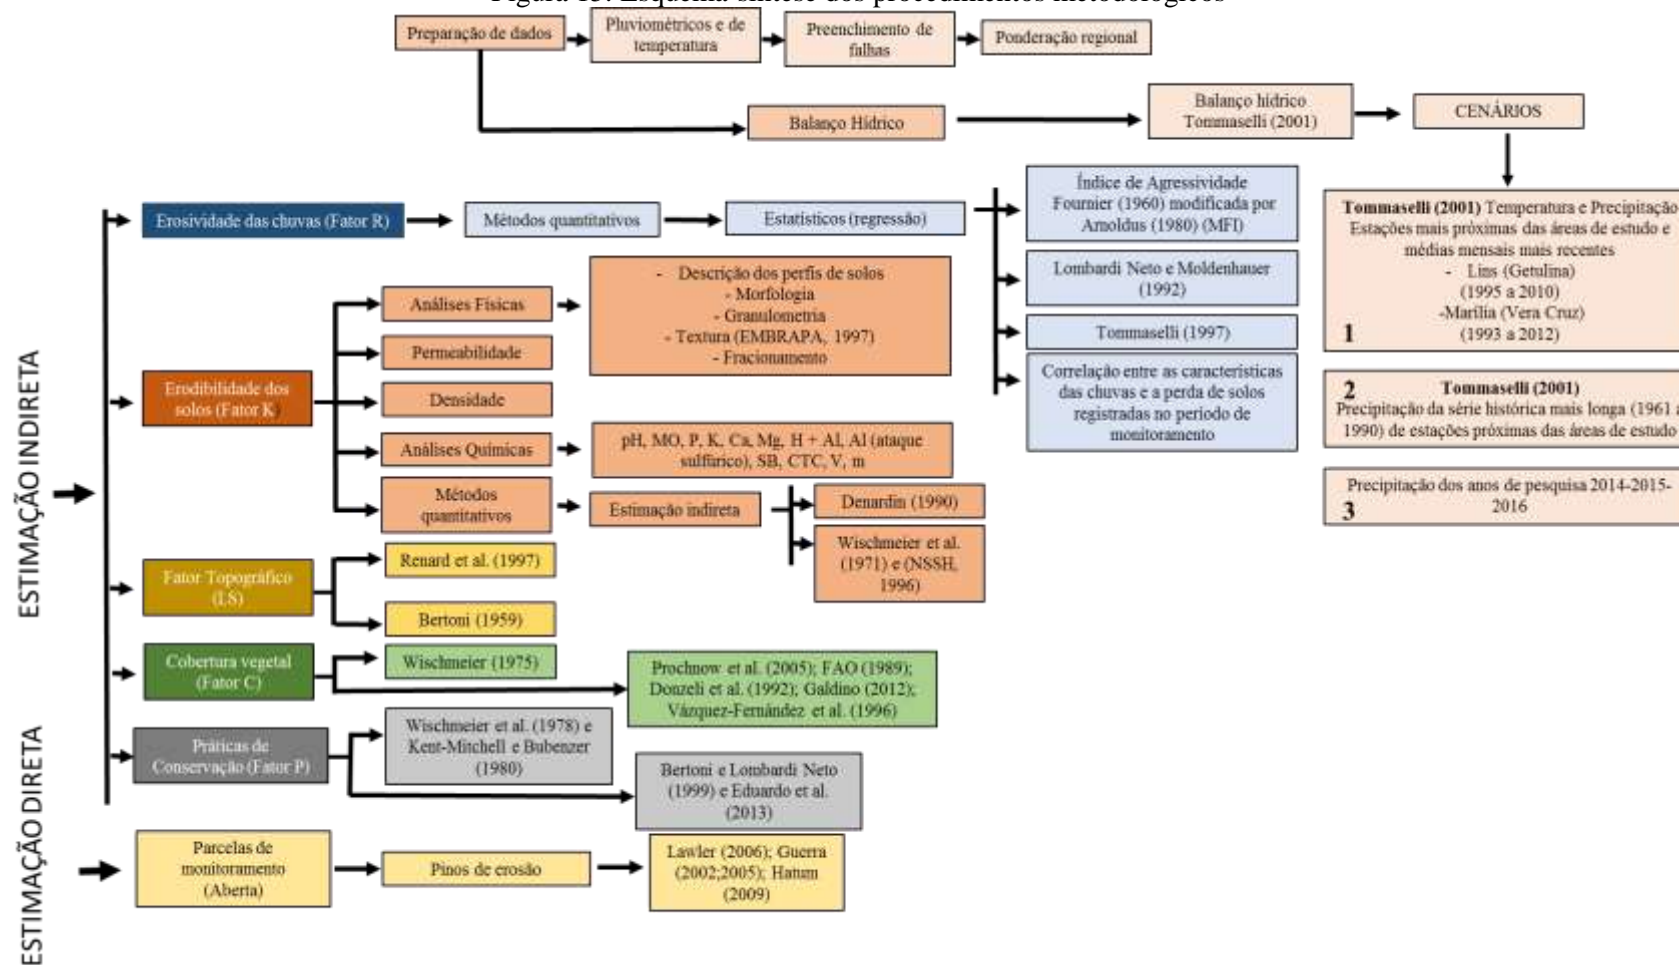 Figura 15: Esquema-síntese dos procedimentos metodológicos
Preparação de dados
Pluviométricos e de
temperatura
Preenchimento de
falhas
Ponderação regional
Balanço Hídrico
Balanço hídrico
Tommaselli (2001)
CENÁRIOS
ESTIMAÇÃO INDIRETA
Erosividade das chuvas (Fator R)
Métodos quantitativos
Estatísticos (regressão)
Índice de Agressividade
Fournier (1960) modificada por
Arnoldus (1980) (MFI)
Lombardi Neto e Moldenhauer
(1992)
Tommaselli (1997)
Correlação entre as características
das chuvas e a perda de solos
registradas no período de
monitoramento
Tommaselli (2001) Temperatura e Precipitação
Estações mais próximas das áreas de estudo e
médias mensais mais recentes
- Lins (Getulina)
(1995 a 2010)
-Marília (Vera Cruz)
1 (1993 a 2012)
2 Tommaselli (2001)
Precipitação da série histórica mais longa (1961 a
1990) de estações próximas das áreas de estudo
Precipitação dos anos de pesquisa 2014-2015-
3 2016
Erodibilidade dos
solos (Fator K)
Análises Físicas
- Descrição dos perfis de solos
- Morfologia
- Granulometria
- Textura (EMBRAPA, 1997)
- Fracionamento
Permeabilidade
Densidade
Análises Químicas
pH, MO, P, K, Ca, Mg, H + Al, Al (ataque
sulfúrico), SB, CTC, V, m
Métodos
quantitativos
Estimação indireta
Denardin (1990)
Wischmeier et al.
(1971) e (NSSH,
1996)
Fator Topográfico
(LS)
Renard et al. (1997)
Bertoni (1959)
Cobertura vegetal
(Fator C)
Wischmeier (1975)
Prochnow et al. (2005); FAO (1989);
Donzeli et al. (1992); Galdino (2012);
Vázquez-Fernández et al. (1996)
Práticas de
Conservação (Fator P)
Wischmeier et al. (1978) e
Kent-Mitchell e Bubenzer
(1980)
Bertoni e Lombardi Neto
(1999) e Eduardo et al.
(2013)
ESTIMAÇÃO DIRETA
Parcelas de
monitoramento
(Aberta)
Pinos de erosão
Lawler (2006); Guerra
(2002;2005); Hatum
(2009)